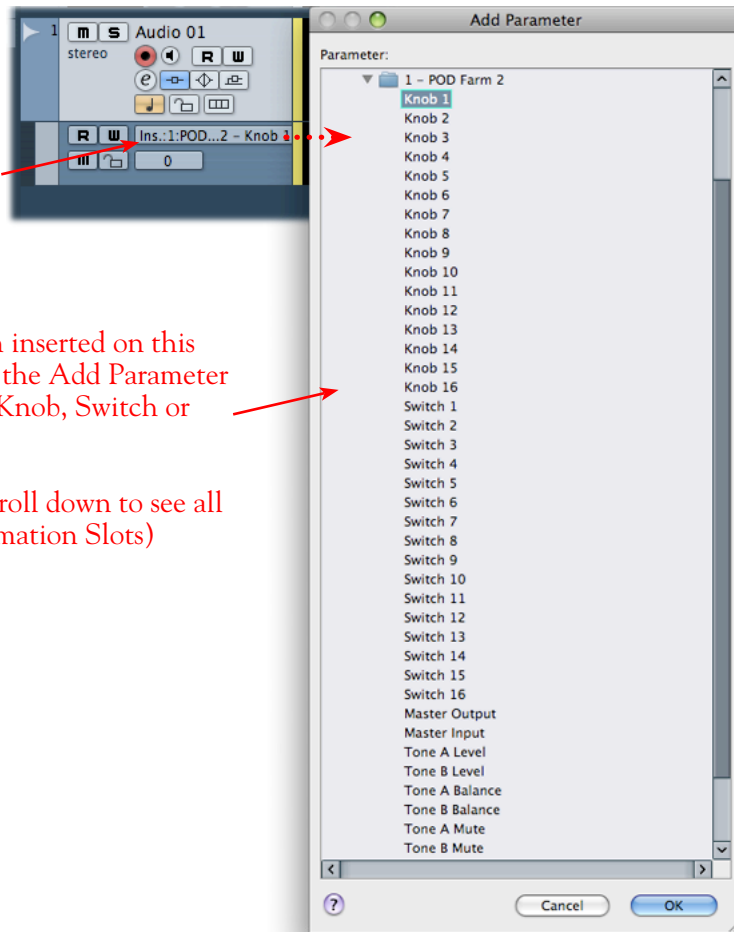 1 m S Audio 01
stereo R W
e
R W Ins.:1:POD...2 – Knob 1
0
inserted on this
the Add Parameter
Knob, Switch or
roll down to see all
mation Slots)
Add Parameter
Parameter:
1 – POD Farm 2
Knob 1
Knob 2
Knob 3
Knob 4
Knob 5
Knob 6
Knob 7
Knob 8
Knob 9
Knob 10
Knob 11
Knob 12
Knob 13
Knob 14
Knob 15
Knob 16
Switch 1
Switch 2
Switch 3
Switch 4
Switch 5
Switch 6
Switch 7
Switch 8
Switch 9
Switch 10
Switch 11
Switch 12
Switch 13
Switch 14
Switch 15
Switch 16
Master Output
Master Input
Tone A Level
Tone B Level
Tone A Balance
Tone B Balance
Tone A Mute
Tone B Mute
? Cancel OK